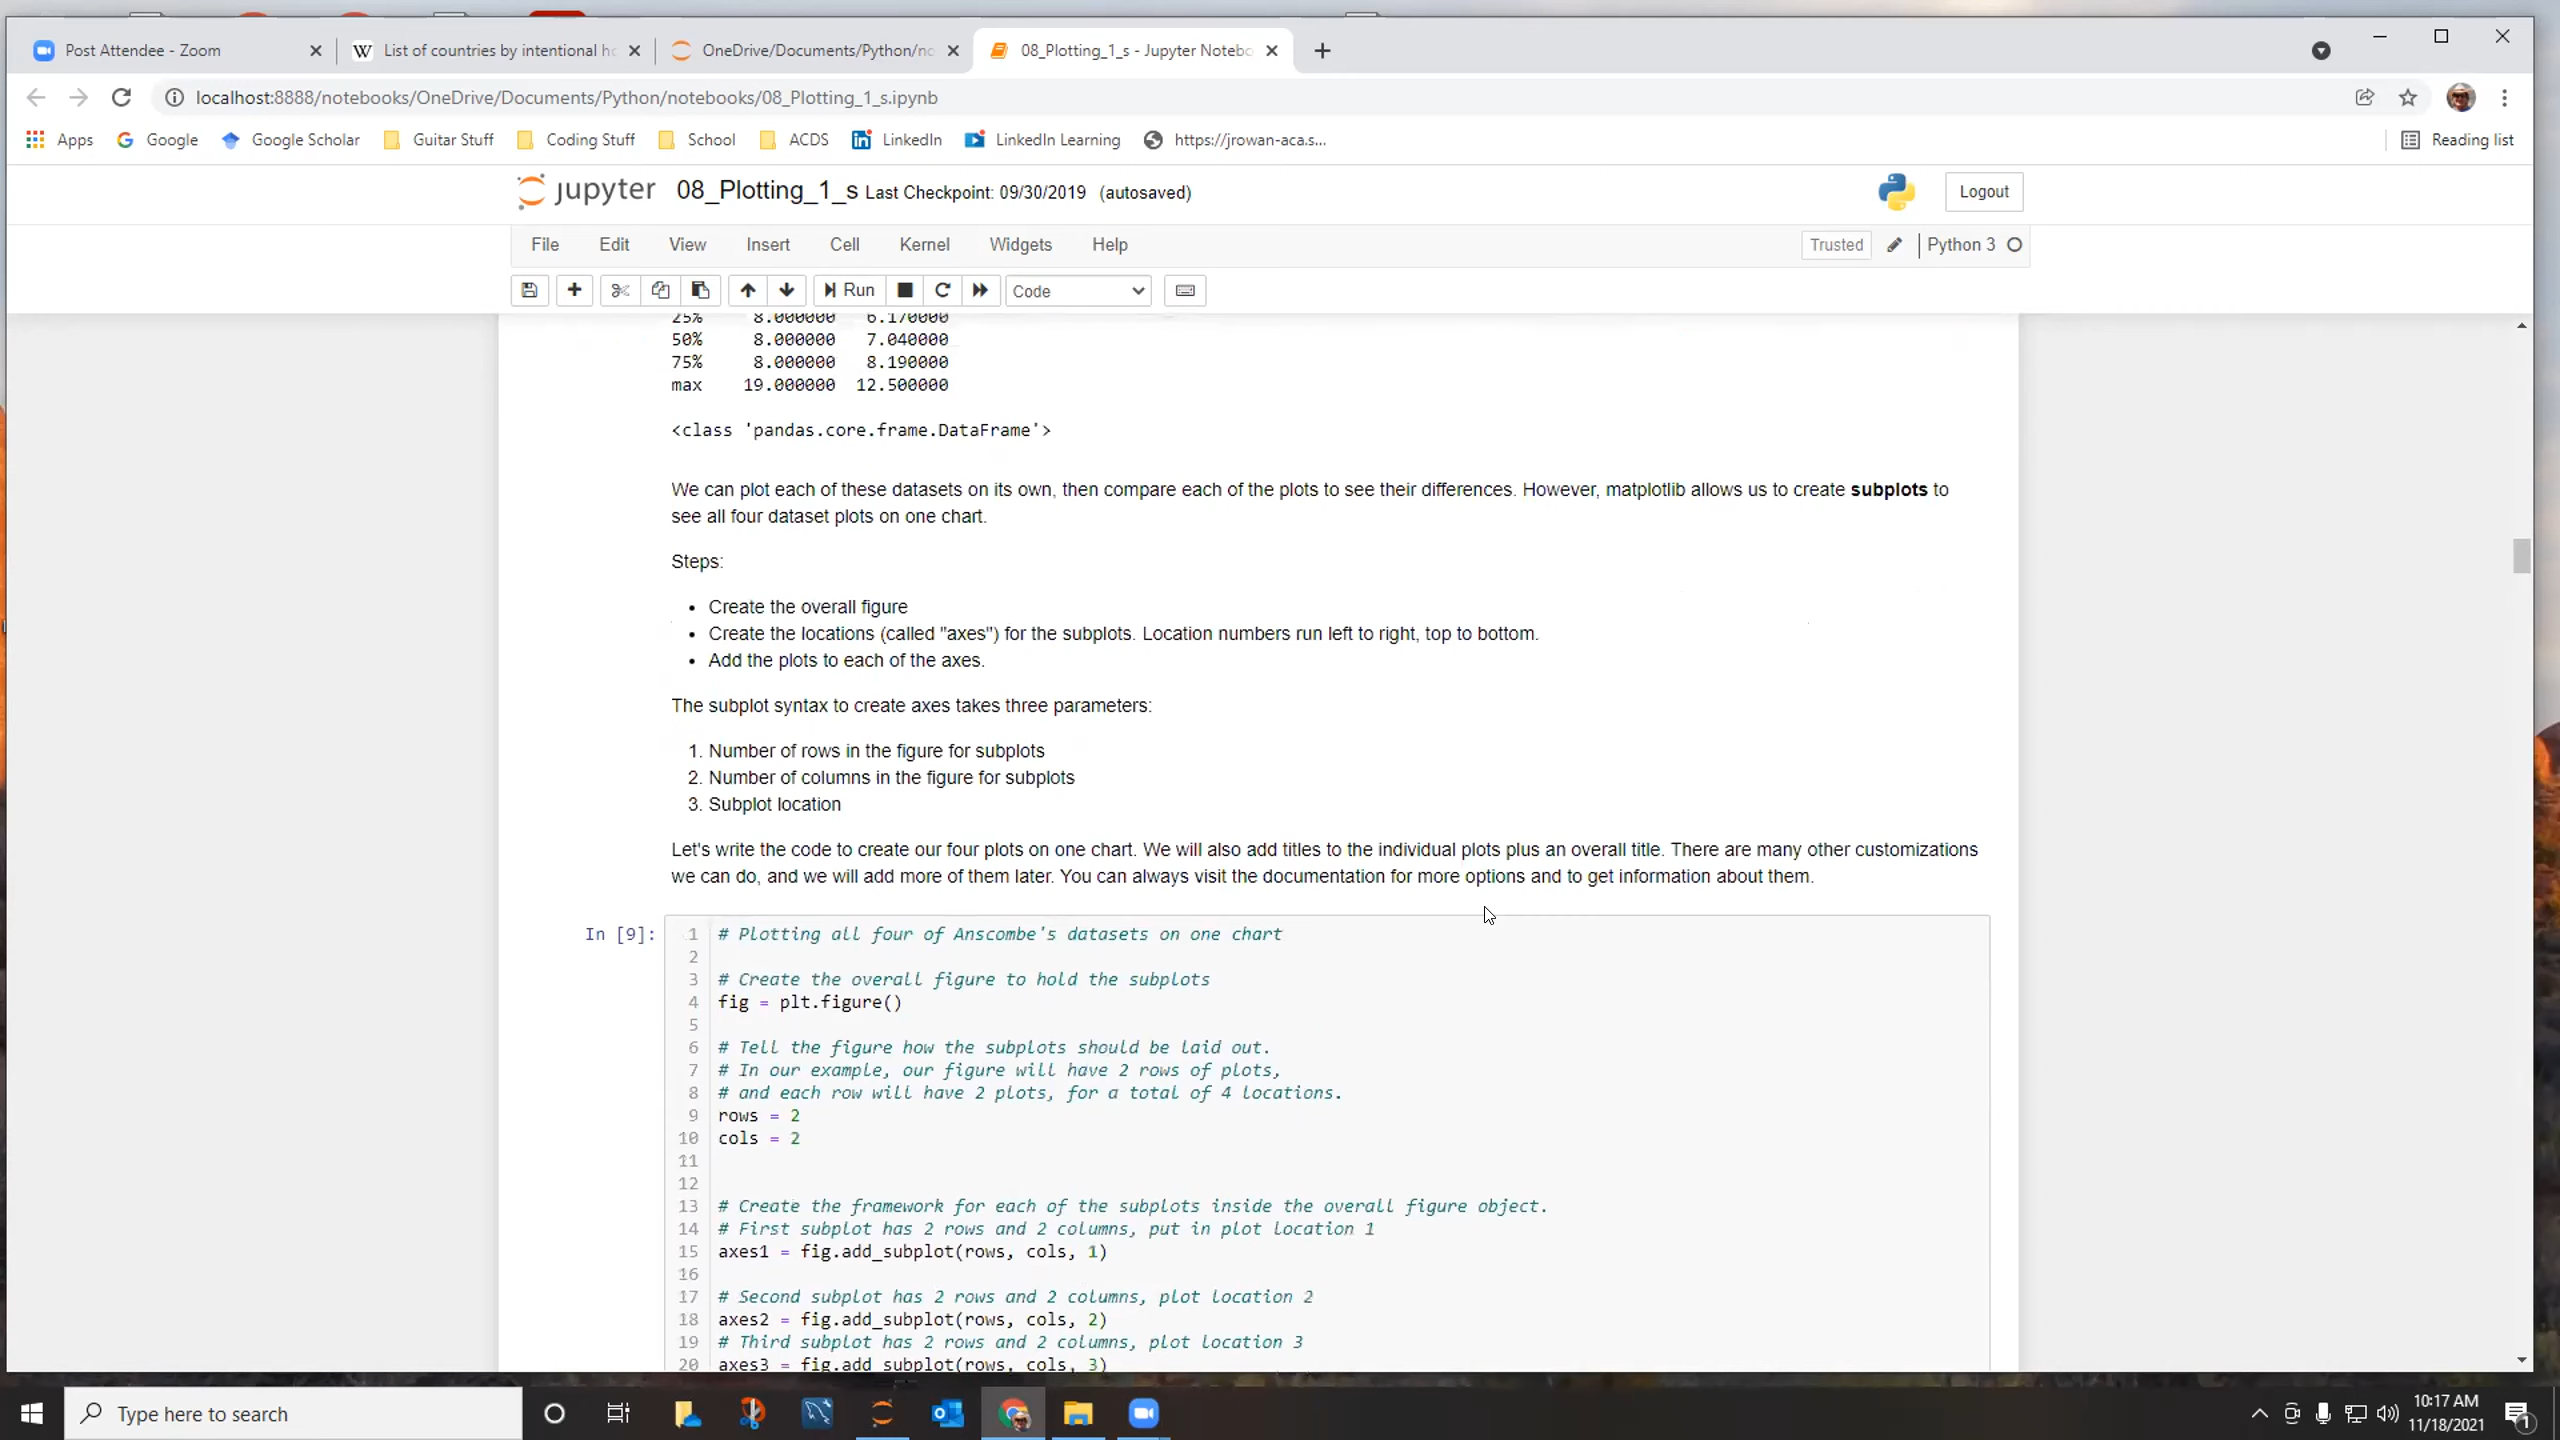 Post Attendee - Zoom
List of countries by intentional ho
OneDrive/Documents/Python/no
08_Plotting_1_s - Jupyter Notebo
localhost:8888/notebooks/OneDrive/Documents/Python/notebooks/08_Plotting_1_s.ipynb
Apps Google Google Scholar Guitar Stuff Coding Stuff School ACDS LinkedIn LinkedIn Learning https://jrowan-aca.s... Reading list
jupyter 08_Plotting_1_s Last Checkpoint: 09/30/2019 (autosaved) Logout
File Edit View Insert Cell Kernel Widgets Help Trusted Python 3
Run Code
25% 8.000000 6.170000
50% 8.000000 7.040000
75% 8.000000 8.190000
max 19.000000 12.500000
<class 'pandas.core.frame.DataFrame'>
We can plot each of these datasets on its own, then compare each of the plots to see their differences. However, matplotlib allows us to create subplots to
see all four dataset plots on one chart.
Steps:
• Create the overall figure
• Create the locations (called "axes") for the subplots. Location numbers run left to right, top to bottom.
• Add the plots to each of the axes.
The subplot syntax to create axes takes three parameters:
1. Number of rows in the figure for subplots
2. Number of columns in the figure for subplots
3. Subplot location
Let's write the code to create our four plots on one chart. We will also add titles to the individual plots plus an overall title. There are many other customizations
we can do, and we will add more of them later. You can always visit the documentation for more options and to get information about them.
In [9]: 1 # Plotting all four of Anscombe's datasets on one chart
2
3 # Create the overall figure to hold the subplots
4 fig = plt.figure()
5
6 # Tell the figure how the subplots should be laid out.
7 # In our example, our figure will have 2 rows of plots,
8 # and each row will have 2 plots, for a total of 4 locations.
9 rows = 2
10 cols = 2
11
12
13 # Create the framework for each of the subplots inside the overall figure object.
14 # First subplot has 2 rows and 2 columns, put in plot location 1
15 axes1 = fig.add_subplot(rows, cols, 1)
16
17 # Second subplot has 2 rows and 2 columns, plot location 2
18 axes2 = fig.add_subplot(rows, cols, 2)
19 # Third subplot has 2 rows and 2 columns, plot location 3
20 axes3 = fig.add_subplot(rows, cols, 3)
Type here to search
10:17 AM
11/18/2021
1